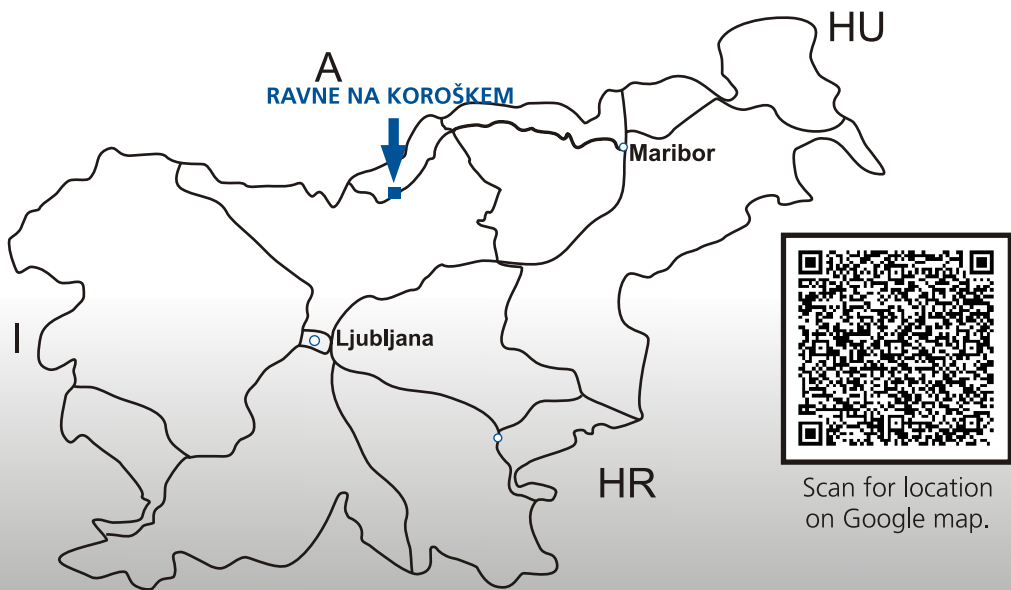 HU
A
RAVNE NA KOROŠKEM
Maribor
I
Ljubljana
HR
Scan for location
on Google map.